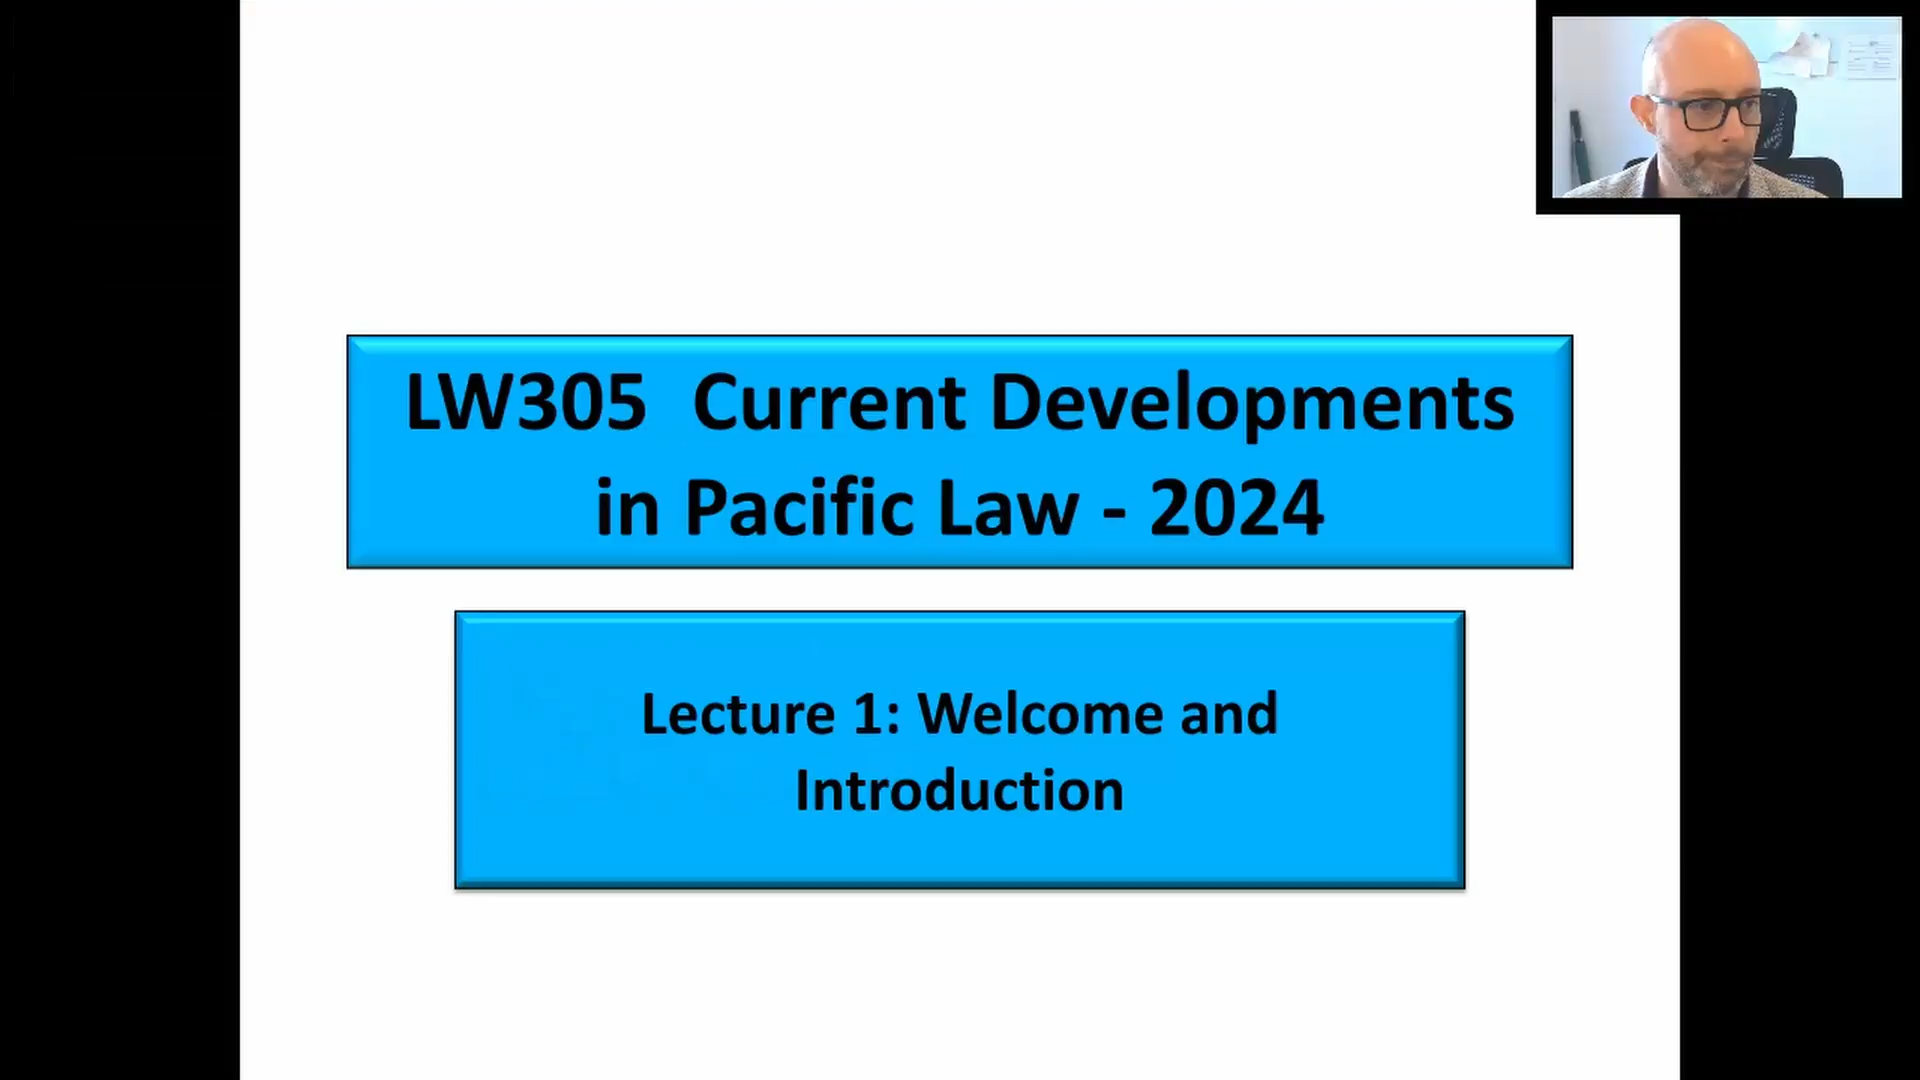 LW305  Current Developments
in Pacific Law - 2024
Lecture 1: Welcome and
Introduction